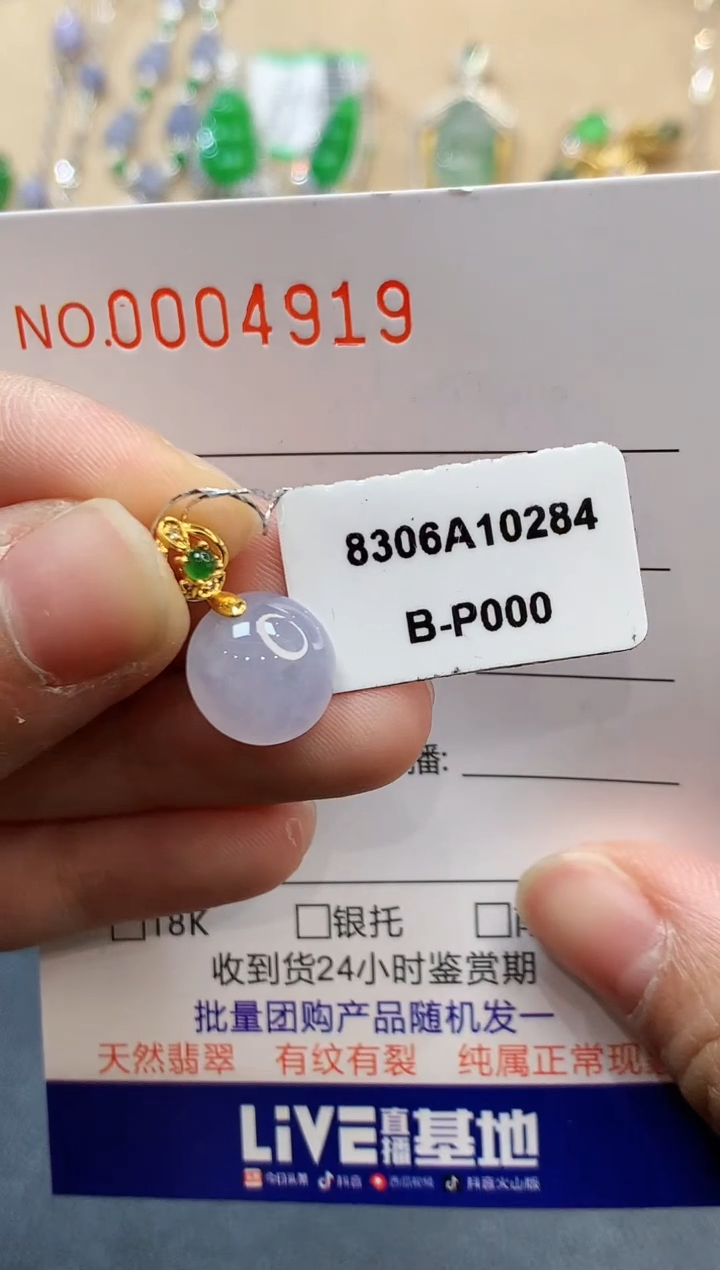 NO.0004919
8306A10284
B-P000
播:
18K □银托 □
收到货24小时鉴赏期
批量团购产品随机发一
天然翡翠 有纹有裂 纯属正常现
LiVE直播基地
今日头条 抖音 西瓜视频 抖音火山版